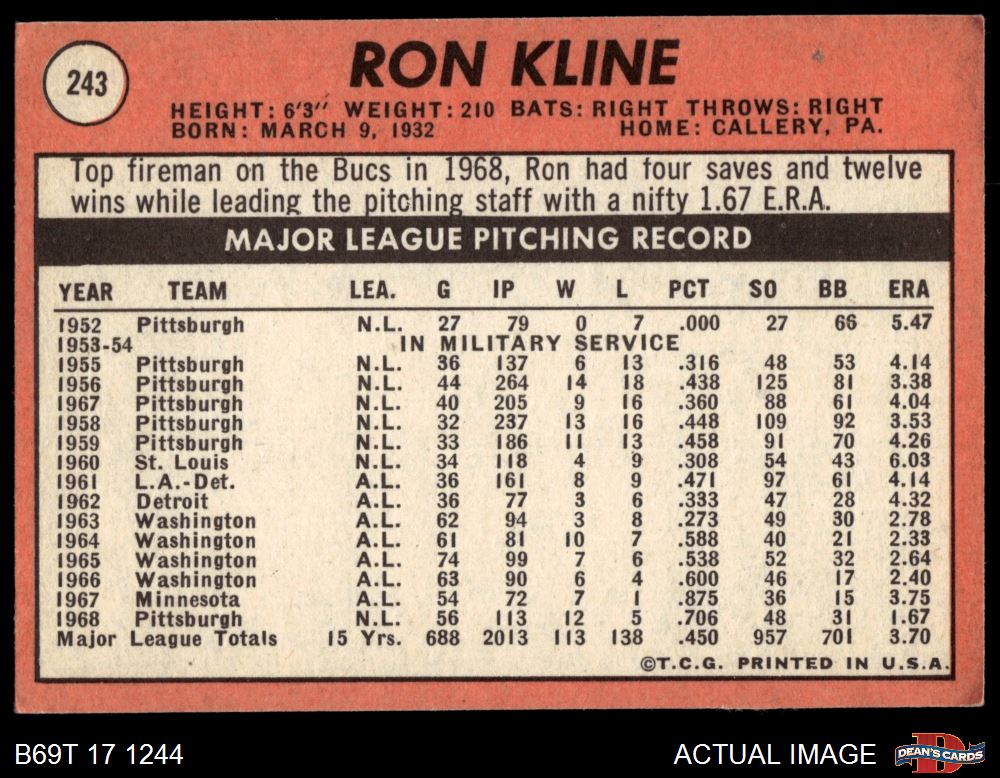 243
RON KLINE
HEIGHT: 6'3" WEIGHT: 210 BATS: RIGHT THROWS: RIGHT
BORN: MARCH 9, 1932 HOME: CALLERY, PA.
Top fireman on the Bucs in 1968, Ron had four saves and twelve
wins while leading the pitching staff with a nifty 1.67 E.R.A.
MAJOR LEAGUE PITCHING RECORD
YEAR TEAM LEA. G IP W L PCT SO BB ERA
1952 Pittsburgh N.L. 27 79 0 7 .000 27 66 5.47
1953-54 IN MILITARY SERVICE
1955 Pittsburgh N.L. 36 137 6 13 .316 48 53 4.14
1956 Pittsburgh N.L. 44 264 14 18 .438 125 81 3.38
1967 Pittsburgh N.L. 40 205 9 16 .360 88 61 4.04
1958 Pittsburgh N.L. 32 237 13 16 .448 109 92 3.53
1959 Pittsburgh N.L. 33 186 11 13 .458 91 70 4.26
1960 St. Louis N.L. 34 118 4 9 .308 54 43 6.03
1961 L.A.-Det. A.L. 36 161 8 9 .471 97 61 4.14
1962 Detroit A.L. 36 77 3 6 .333 47 28 4.32
1963 Washington A.L. 62 94 3 8 .273 49 30 2.78
1964 Washington A.L. 61 81 10 7 .588 40 21 2.33
1965 Washington A.L. 74 99 7 6 .538 52 32 2.64
1966 Washington A.L. 63 90 6 4 .600 46 17 2.40
1967 Minnesota A.L. 54 72 7 1 .875 36 15 3.75
1968 Pittsburgh N.L. 56 113 12 5 .706 48 31 1.67
Major League Totals 15 Yrs. 688 2013 113 138 .450 957 701 3.70
©T.C.G. PRINTED IN U.S.A.
B69T 17 1244 ACTUAL IMAGE DEAN'S CARDS